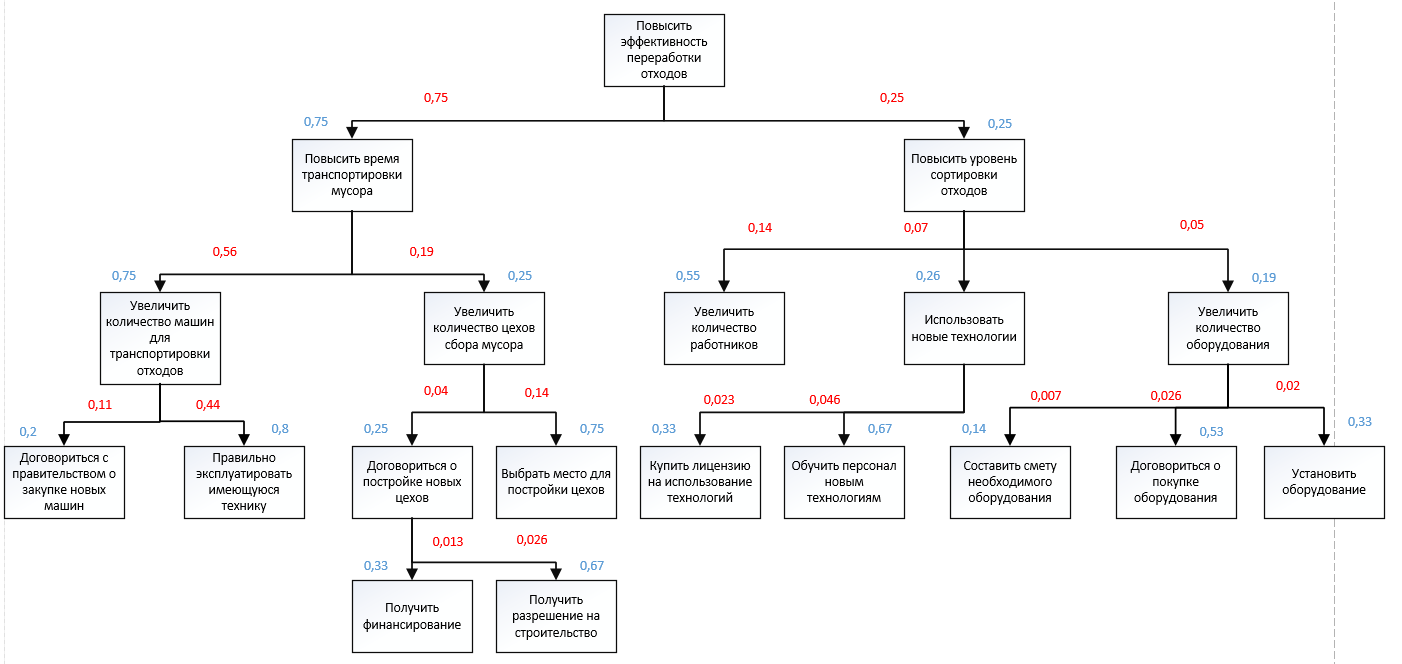 Повысить
эффективность
переработки
отходов
0,75
0,25
0,75
0,25
Повысить время
транспортировки
мусора
Повысить уровень
сортировки
отходов
0,56
0,19
0,14
0,07
0,05
0,75
0,25
0,55
0,26
0,19
Увеличить
количество машин
для
транспортировки
отходов
Увеличить
количество цехов
сбора мусора
Увеличить
количество
работников
Использовать
новые технологии
Увеличить
количество
оборудования
0,11
0,44
0,04
0,14
0,023
0,046
0,007
0,026
0,02
0,2
0,8
0,25
0,75
0,33
0,67
0,14
0,53
0,33
Договориться с
правительством о
закупке новых
машин
Правильно
эксплуатировать
имеющуюся
технику
Договориться о
постройке новых
цехов
Выбрать место для
постройки цехов
Купить лицензию
на использование
технологий
Обучить персонал
новым
технологиям
Составить смету
необходимого
оборудования
Договориться о
покупке
оборудования
Установить
оборудование
0,013
0,026
0,33
0,67
Получить
финансирование
Получить
разрешение на
строительство